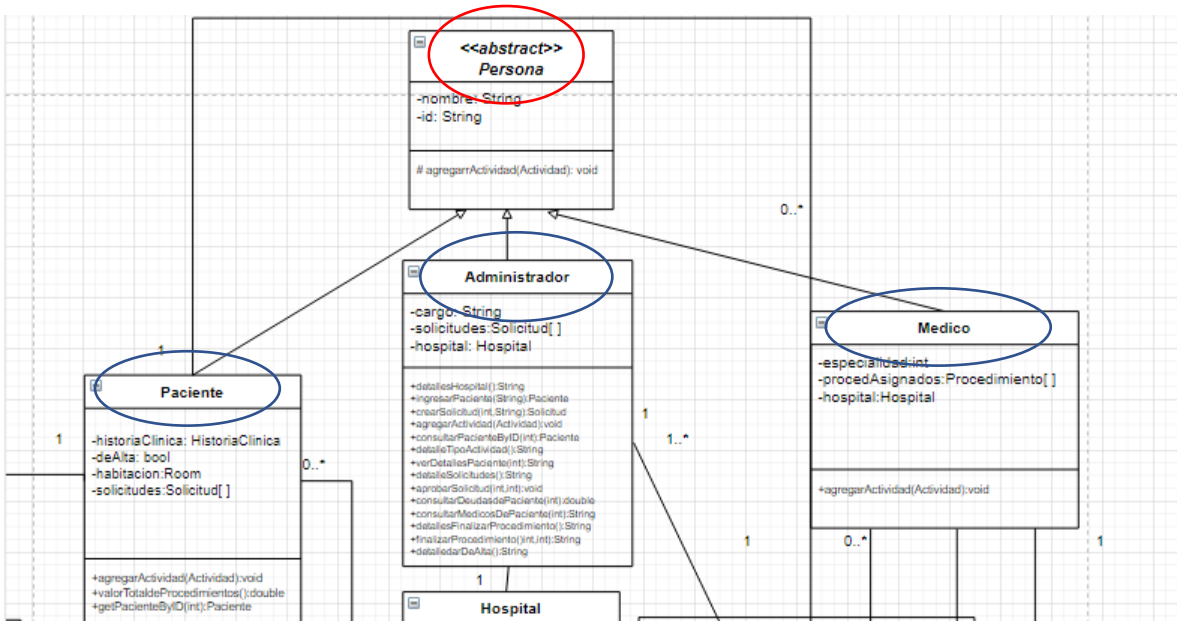 <<abstract>>
Persona
-nombre: String
-id: String
# agregarrActividad(Actividad): void
0..*
Administrador
-cargo: String
-solicitudes:Solicitud[ ]
-hospital: Hospital
+detallesHospital():String
+ingresarPaciente(String):Paciente
+crearSolicitud(int,String):Solicitud
+agregarActividad(Actividad):void
+consultarPacienteByID(int):Paciente
+detalleTipoActividad():String
+verDetallesPaciente(int):String
+detalleSolicitudes():String
+aprobarSolicitud(int,int):void
+consultarDeudasdePaciente(int):double
+consultarMedicosDePaciente(int):String
+detallesFinalizarProcedimiento():String
+finalizarProcedimiento()int,int):String
+detalledarDeAlta():String
Medico
-especialidad:int
-procedAsignados:Procedimiento[ ]
-hospital:Hospital
+agregarActividad(Actividad):void
1
Paciente
-historiaClinica: HistoriaClinica
-deAlta: bool
-habitacion:Room
-solicitudes:Solicitud[ ]
+agregarActividad(Actividad):void
+valorTotaldeProcedimientos():double
+getPacienteByID(int):Paciente
1
0..*
1
1..*
1
0..*
1
1
Hospital